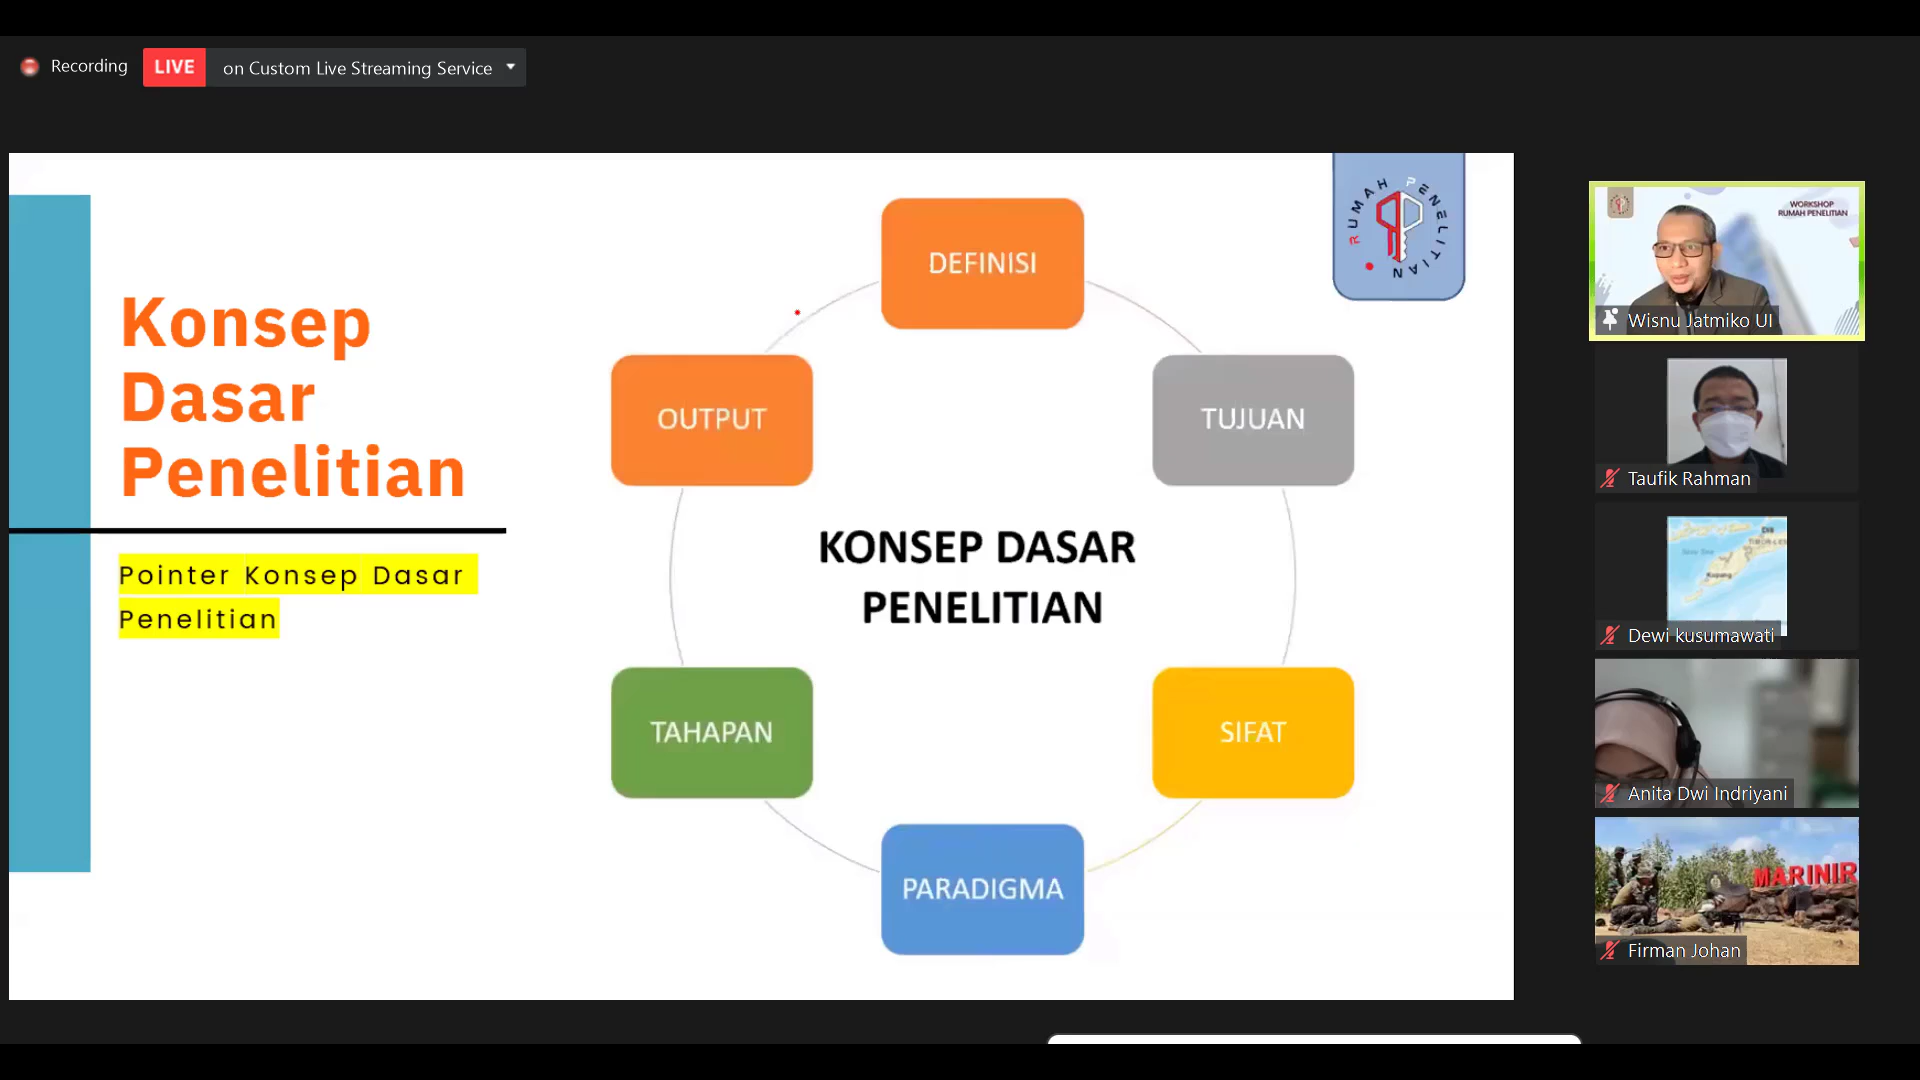 Recording
LIVE
on Custom Live Streaming Service
Konsep
Dasar
Penelitian
Pointer Konsep Dasar
Penelitian
DEFINISI
OUTPUT
TUJUAN
KONSEP DASAR
PENELITIAN
TAHAPAN
SIFAT
PARADIGMA
RUMAH PENELITIAN
WORKSHOP
RUMAH PENELITIAN
Wisnu Jatmiko UI
Taufik Rahman
Dili
Kupang
Dewi kusumawati
Anita Dwi Indriyani
MARINIR
Firman Johan